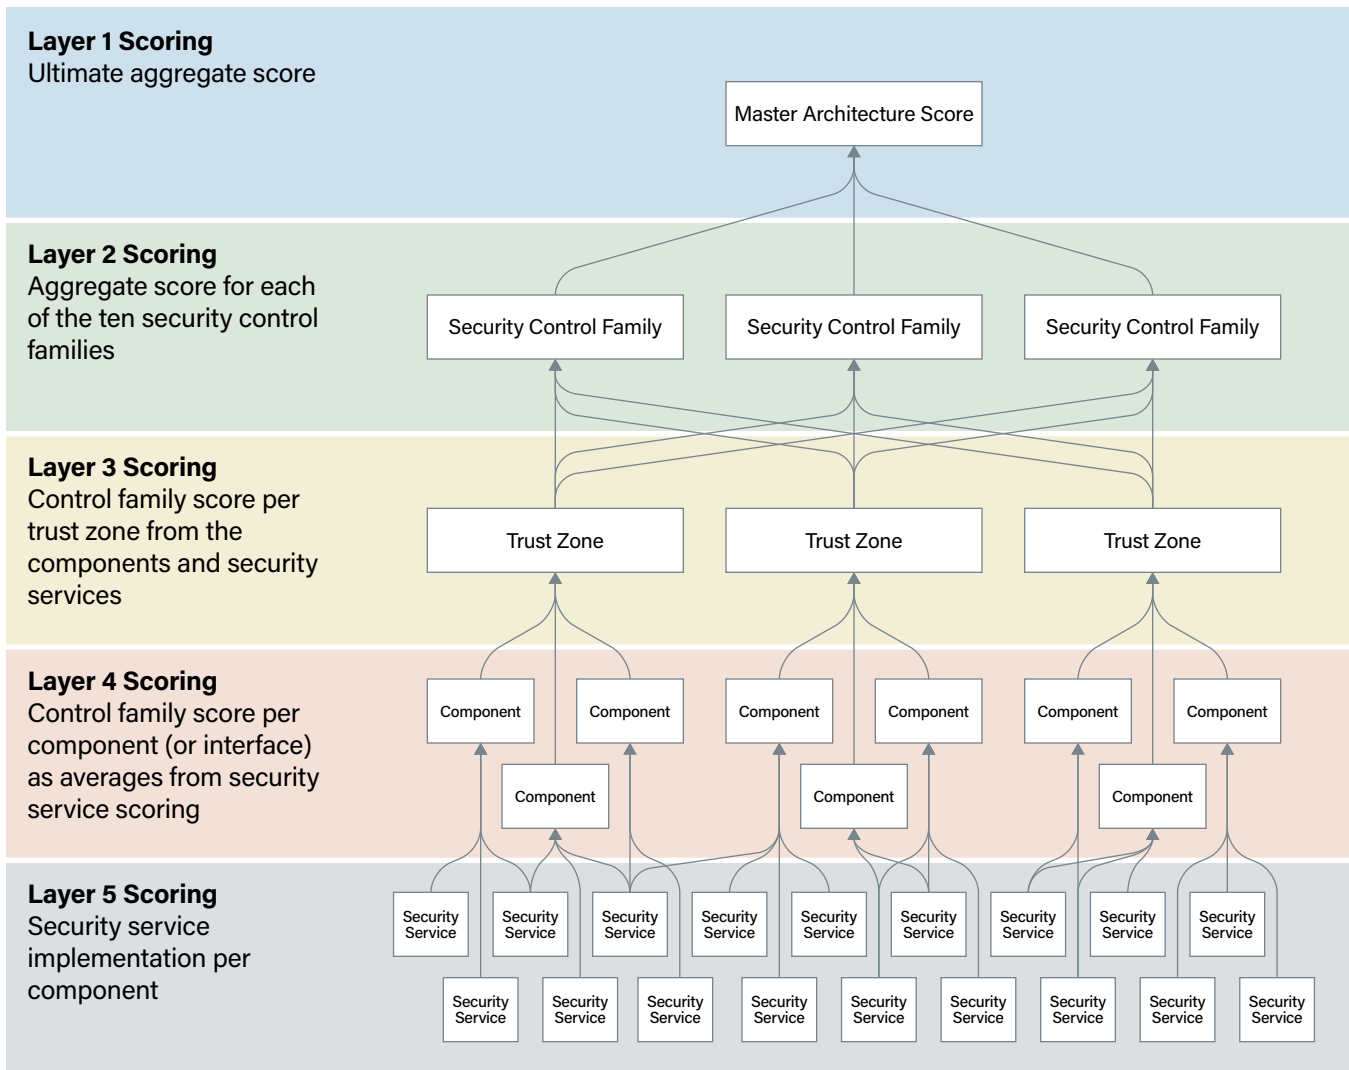 Layer 1 Scoring
Ultimate aggregate score
Master Architecture Score
Layer 2 Scoring
Aggregate score for each
of the ten security control
families
Security Control Family
Security Control Family
Security Control Family
Layer 3 Scoring
Control family score per
trust zone from the
components and security
services
Trust Zone
Trust Zone
Trust Zone
Layer 4 Scoring
Control family score per
component (or interface)
as averages from security
service scoring
Component
Component
Component
Component
Component
Component
Component
Component
Component
Layer 5 Scoring
Security service
implementation per
component
Security
Service
Security
Service
Security
Service
Security
Service
Security
Service
Security
Service
Security
Service
Security
Service
Security
Service
Security
Service
Security
Service
Security
Service
Security
Service
Security
Service
Security
Service
Security
Service
Security
Service
Security
Service